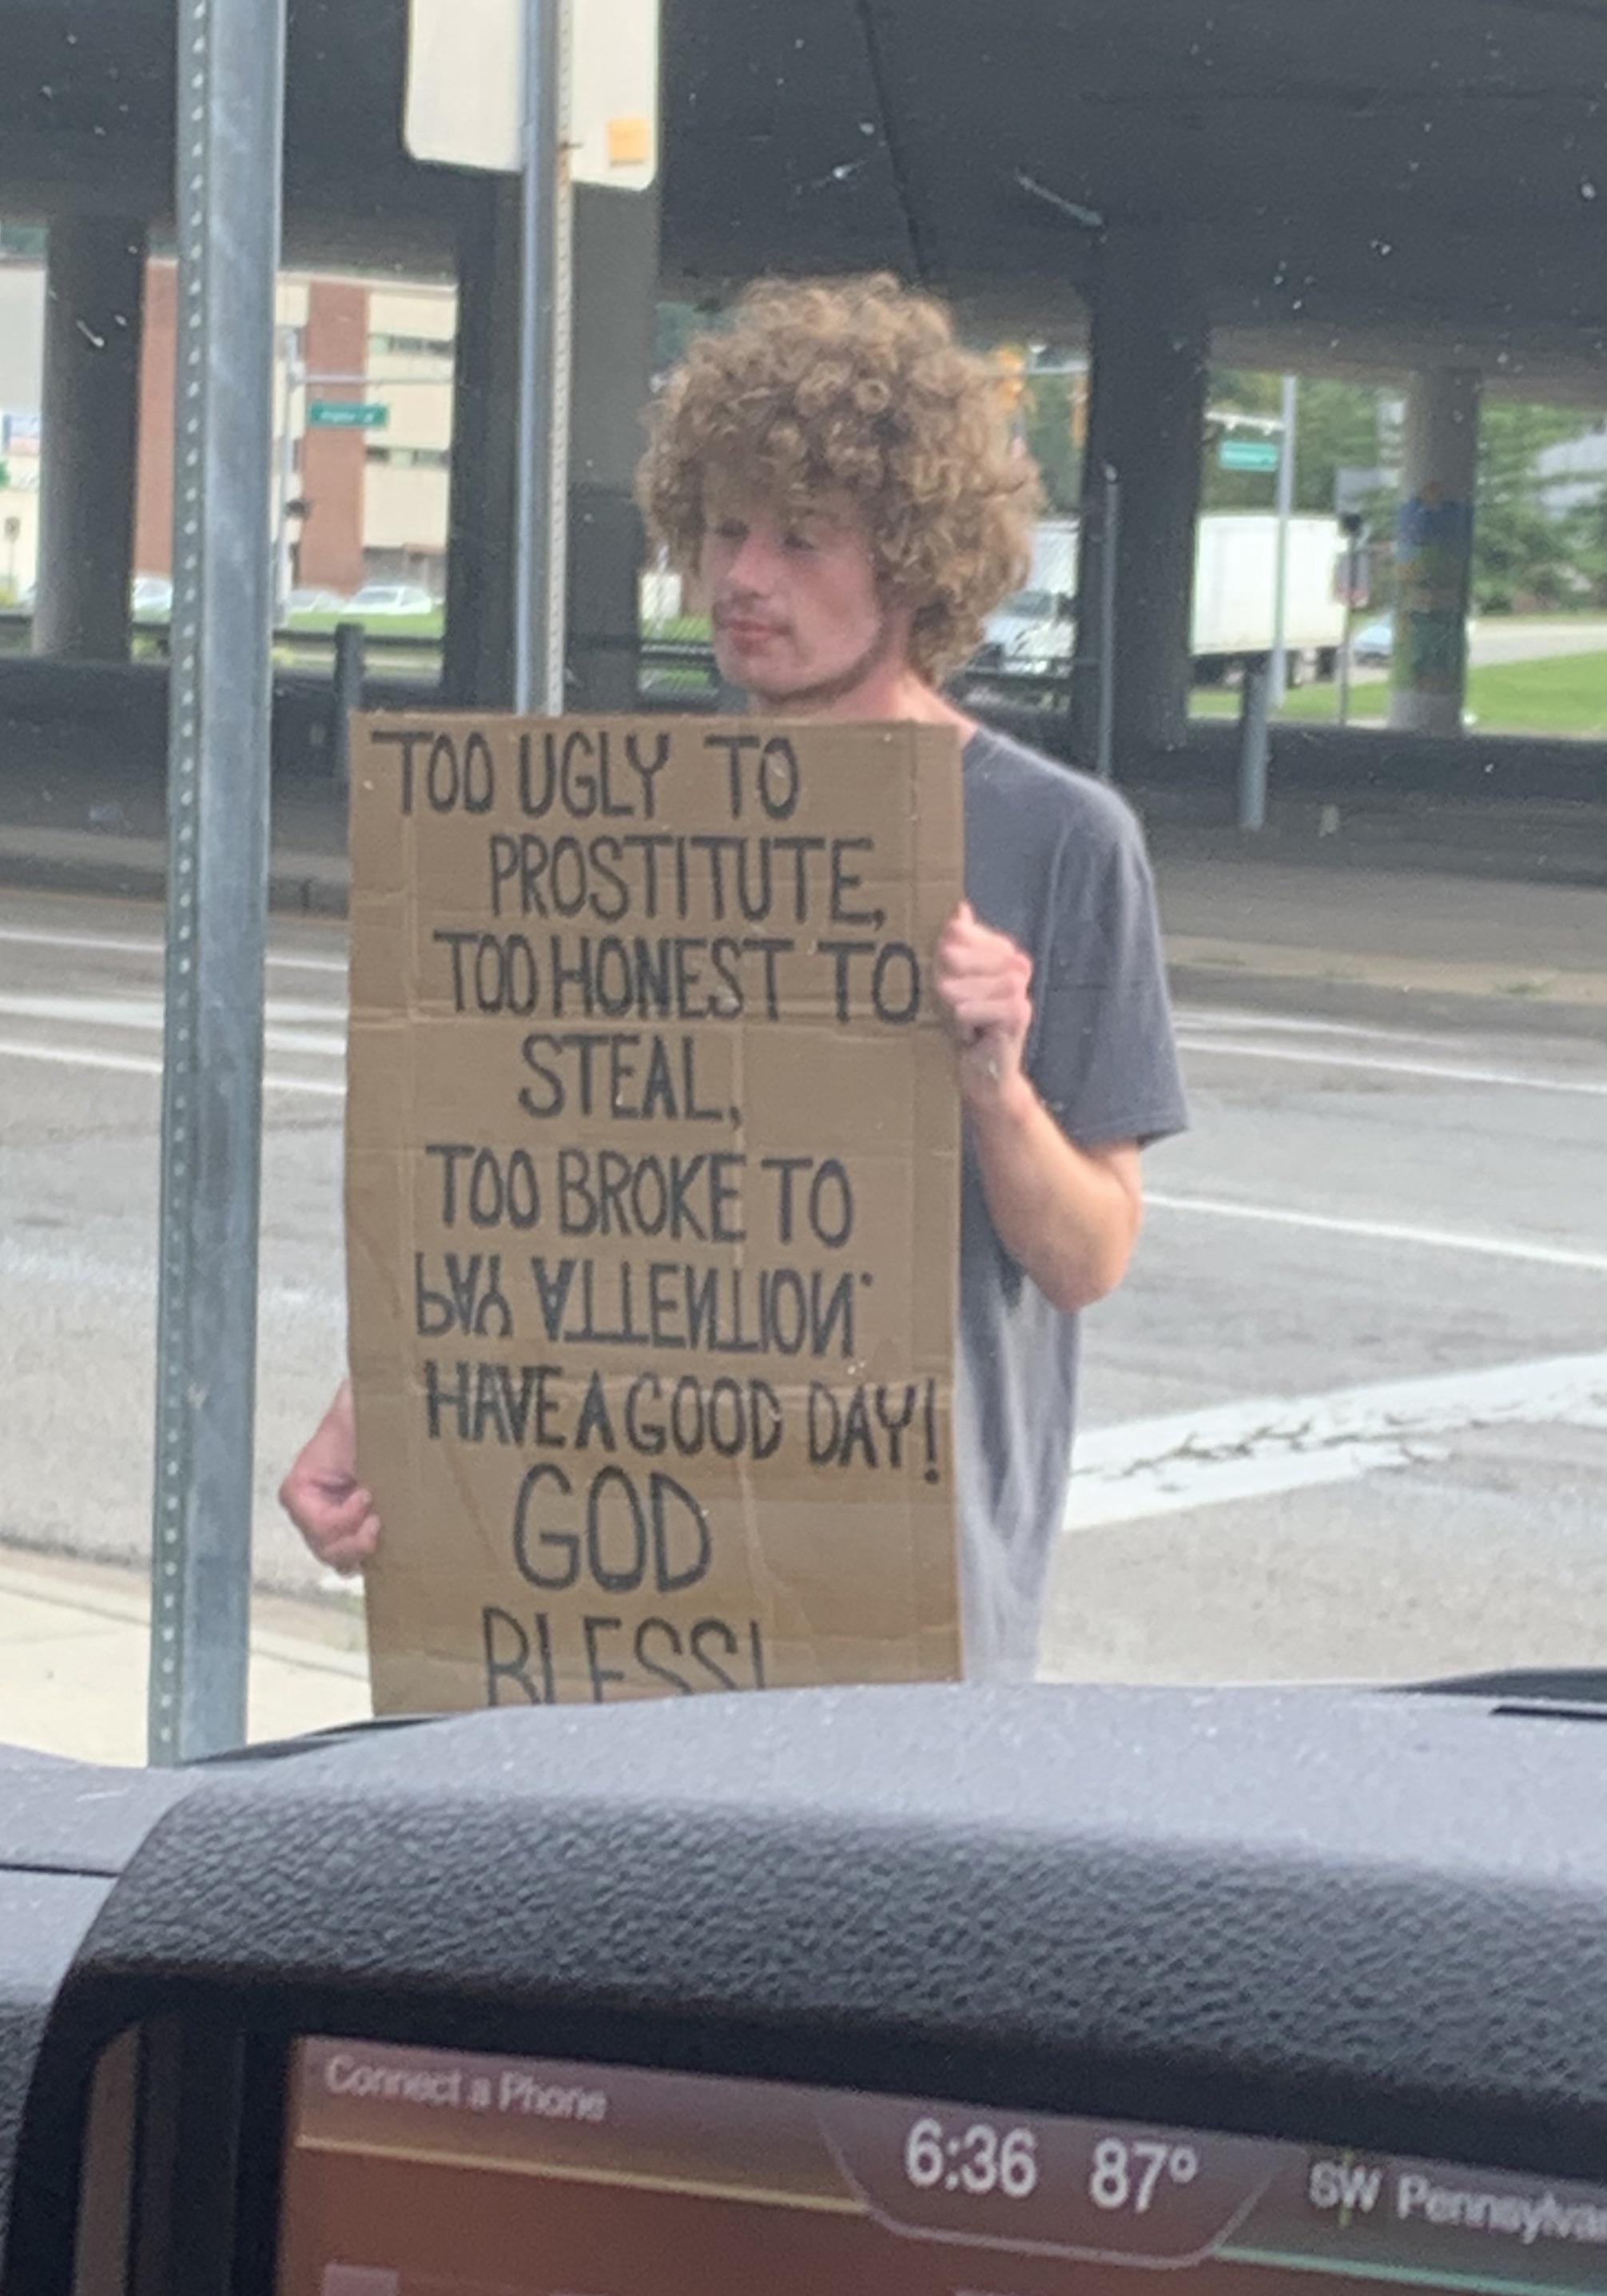 TOO UGLY TO
PROSTITUTE,
TOO HONEST TO
STEAL,
TOO BROKE TO
PAY ATTENTION.
HAVE A GOOD DAY!
GOD
BLESS!
Connect a Phone
6:36 87°
SW Pennsylva